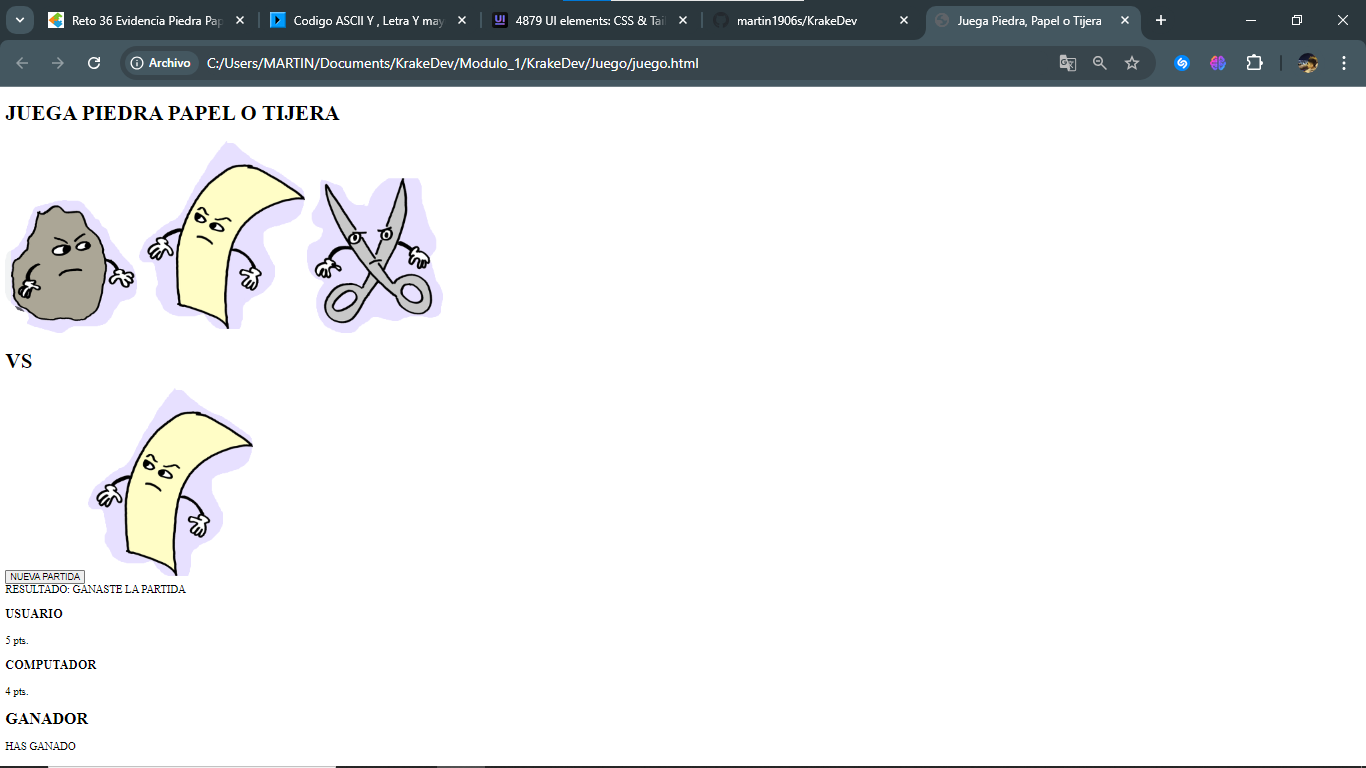 Reto 36 Evidencia Piedra Pap
Codigo ASCII Y , Letra Y may
4879 UI elements: CSS & Tail
martin1906s/KrakeDev
Juega Piedra, Papel o Tijera
Archivo
C:/Users/MARTIN/Documents/KrakeDev/Modulo_1/KrakeDev/Juego/juego.html
JUEGA PIEDRA PAPEL O TIJERA
VS
NUEVA PARTIDA
RESULTADO: GANASTE LA PARTIDA
USUARIO
5 pts.
COMPUTADOR
4 pts.
GANADOR
HAS GANADO